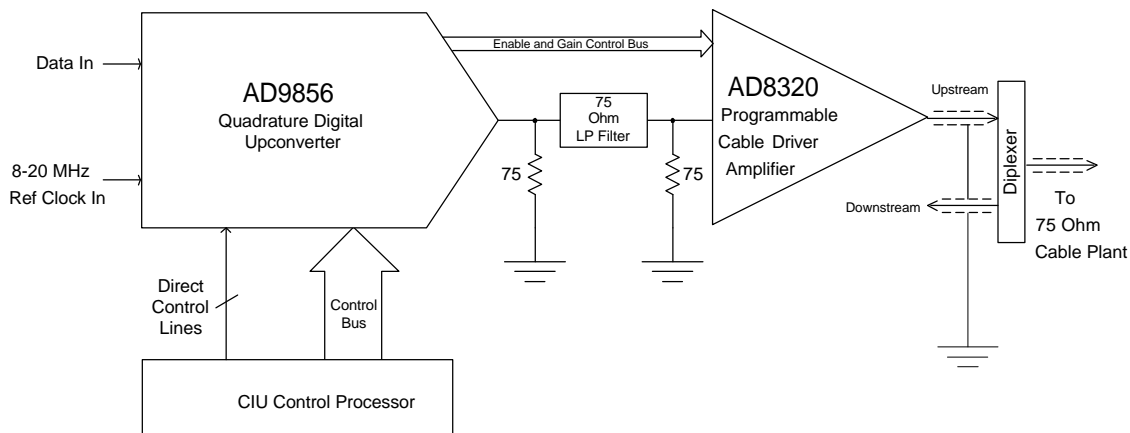 Enable and Gain Control Bus
Data In
AD9856
Quadrature Digital
Upconverter
8-20 MHz
Ref Clock In
75
Ohm
LP Filter
75
75
AD8320
Programmable
Cable Driver
Amplifier
Upstream
Downstream
Diplexer
To
75 Ohm
Cable Plant
Direct
Control
Lines
Control
Bus
CIU Control Processor